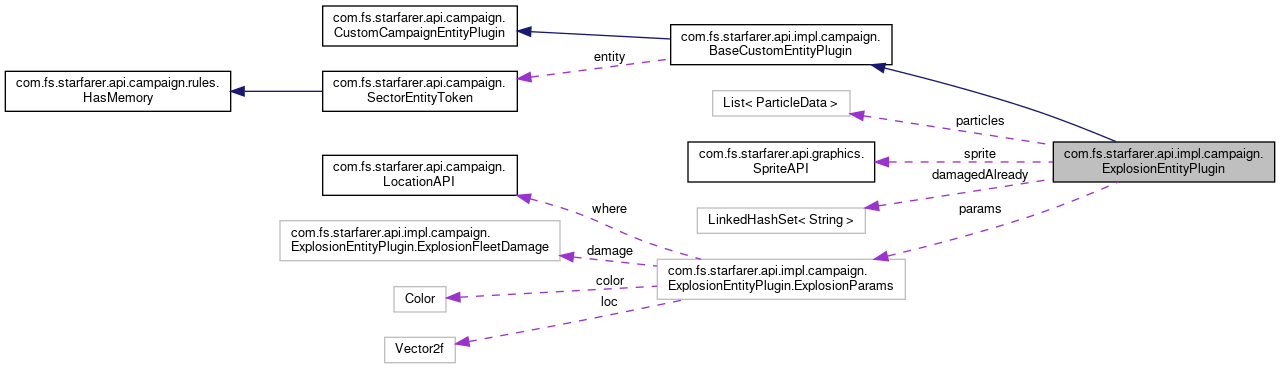 com.fs.starfarer.api.campaign.
CustomCampaignEntityPlugin
com.fs.starfarer.api.impl.campaign.
BaseCustomEntityPlugin
entity
com.fs.starfarer.api.campaign.rules.
HasMemory
com.fs.starfarer.api.campaign.
SectorEntityToken
List< ParticleData >
particles
com.fs.starfarer.api.graphics.
SpriteAPI
sprite
com.fs.starfarer.api.impl.campaign.
ExplosionEntityPlugin
com.fs.starfarer.api.campaign.
LocationAPI
damagedAlready
LinkedHashSet< String >
where
params
com.fs.starfarer.api.impl.campaign.
ExplosionEntityPlugin.ExplosionFleetDamage
damage
com.fs.starfarer.api.impl.campaign.
ExplosionEntityPlugin.ExplosionParams
color
Color
loc
Vector2f